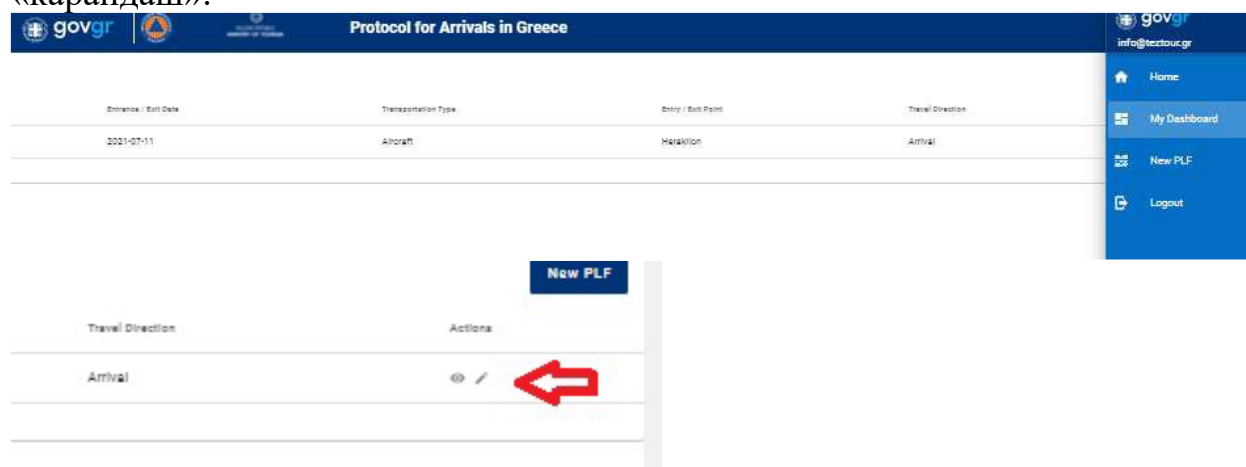 «карандаш».
govgr Protocol for Arrivals in Greece govgr
info@teztour.gr
Home
Entrance / Exit Date Transportation Type Entry / Exit Point Travel Direction
My Dashboard
2021-07-11 Aircraft Heraklion Arrival
New PLF
Logout
New PLF
Travel Direction Actions
Arrival